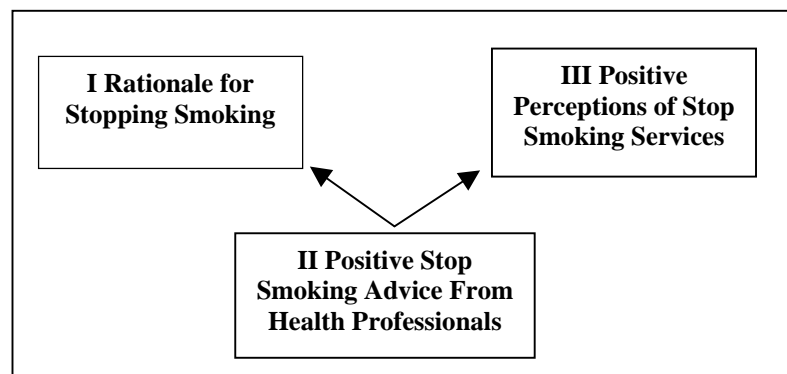 I Rationale for
Stopping Smoking
III Positive
Perceptions of Stop
Smoking Services
II Positive Stop
Smoking Advice From
Health Professionals